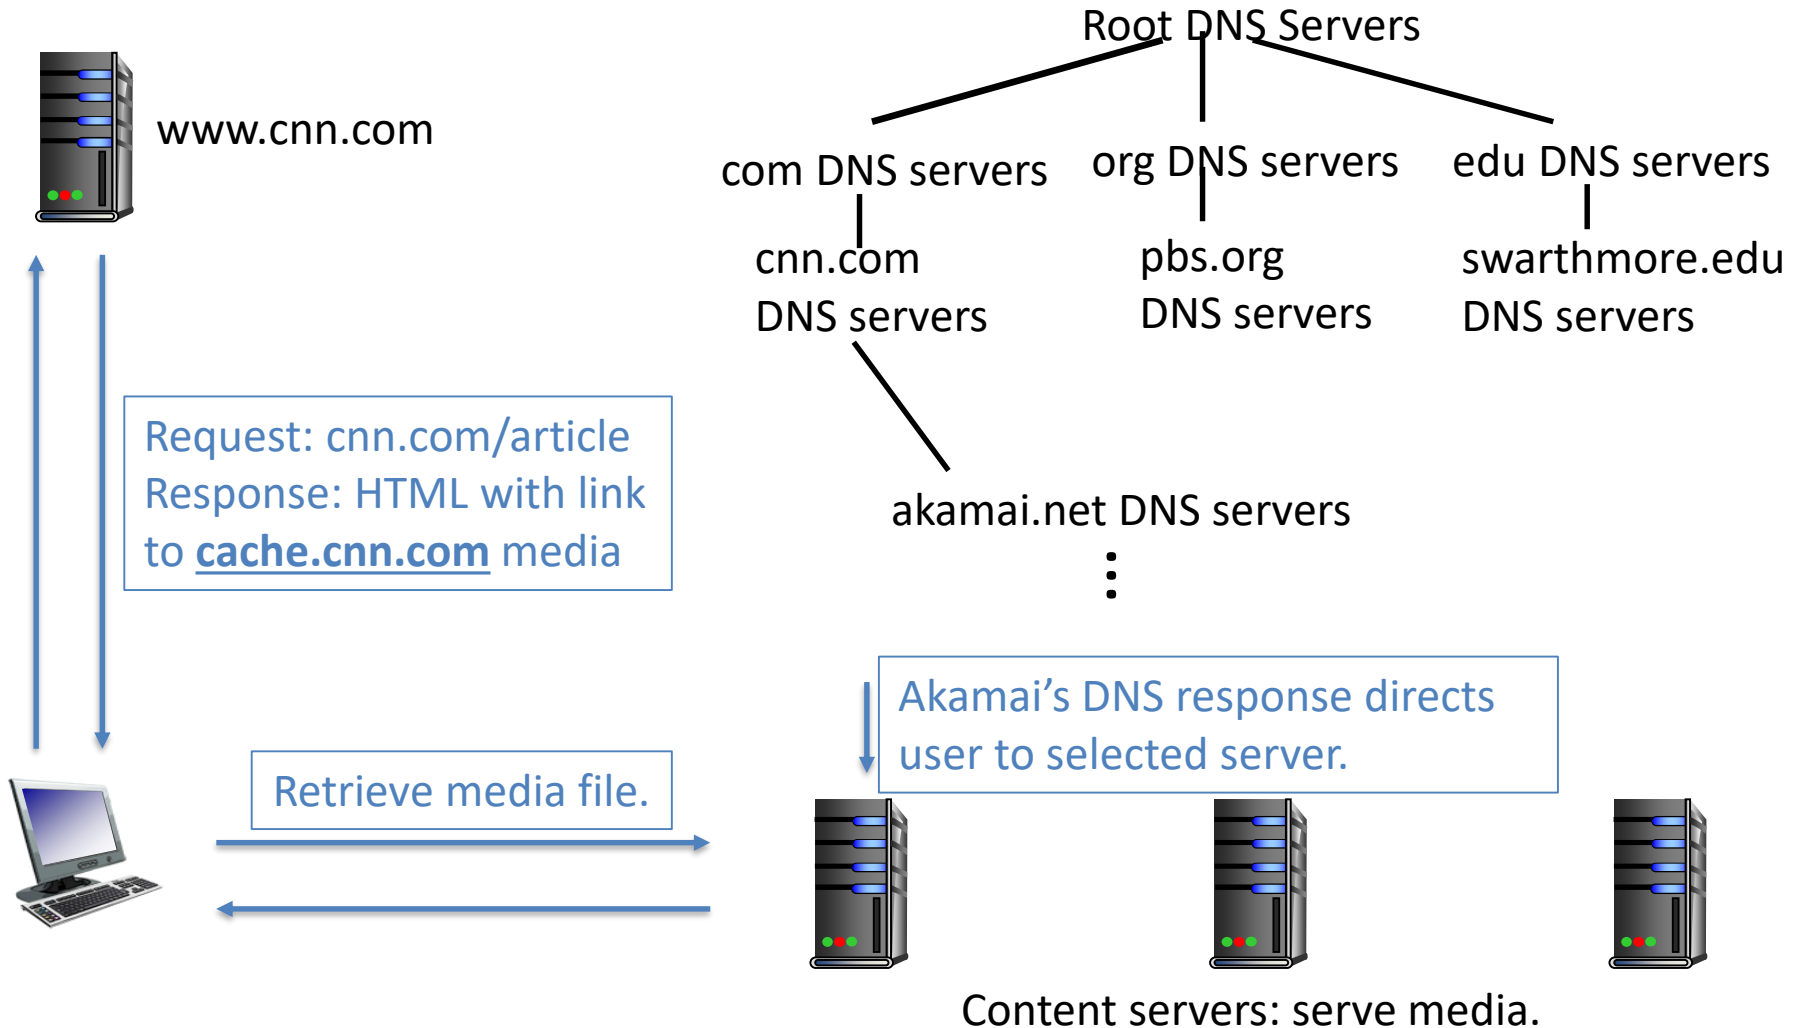 Root DNS Servers
www.cnn.com
com DNS servers
org DNS servers
edu DNS servers
cnn.com
DNS servers
pbs.org
DNS servers
swarthmore.edu
DNS servers
Request: cnn.com/article
Response: HTML with link
to cache.cnn.com media
akamai.net DNS servers
Akamai’s DNS response directs
user to selected server.
Retrieve media file.
Content servers: serve media.